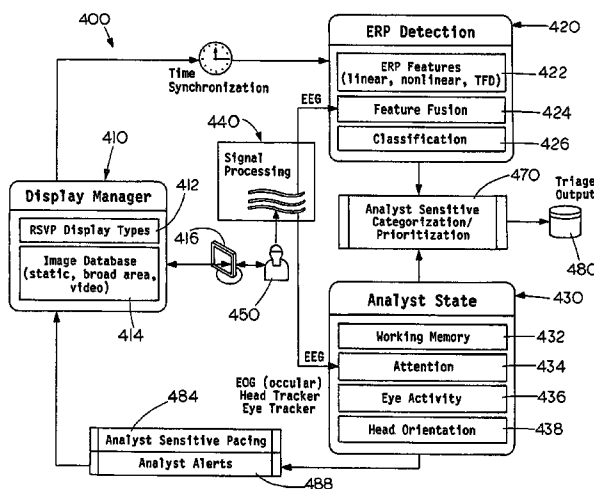 400
Time
Synchronization
ERP Detection
420
ERP Features
(linear, nonlinear, TFD)
422
EEG
Feature Fusion
424
Classification
426
440
Signal
Processing
410
Display Manager
412
RSVP Display Types
Image Database
(static, broad area,
video)
414
416
450
470
Analyst Sensitive
Categorization/
Prioritization
Triage
Output
480
Analyst State
430
Working Memory
432
EEG
Attention
434
EOG (occular)
Head Tracker
Eye Tracker
Eye Activity
436
Head Orientation
438
484
Analyst Sensitive Pacing
Analyst Alerts
488